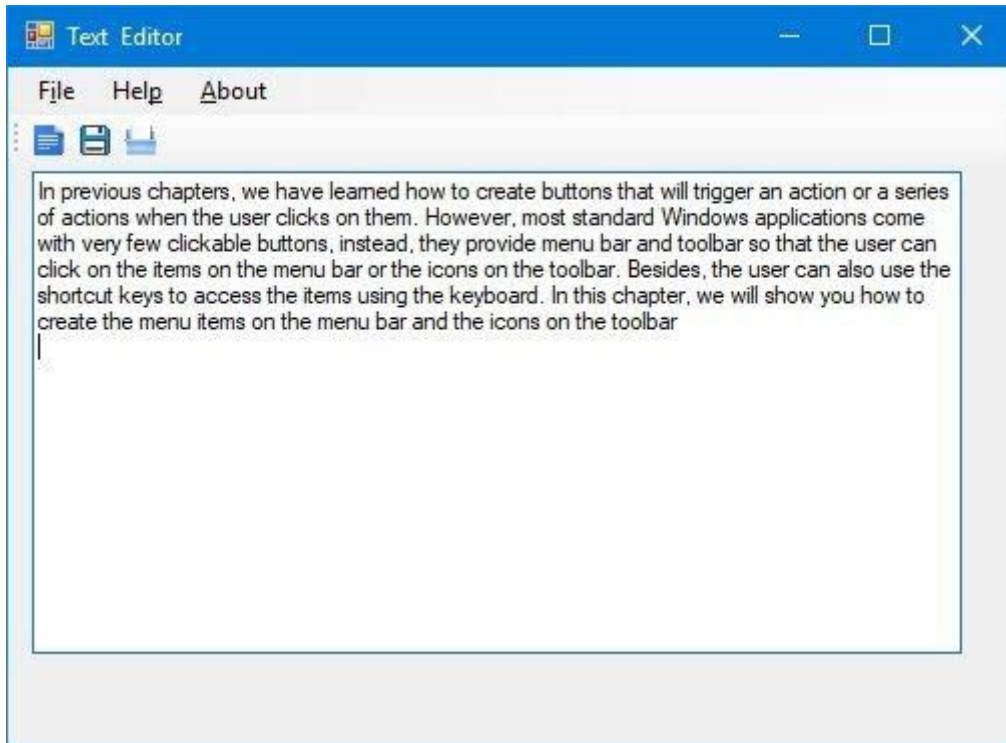 Text Editor
File Help About
In previous chapters, we have learned how to create buttons that will trigger an action or a series
of actions when the user clicks on them. However, most standard Windows applications come
with very few clickable buttons, instead, they provide menu bar and toolbar so that the user can
click on the items on the menu bar or the icons on the toolbar. Besides, the user can also use the
shortcut keys to access the items using the keyboard. In this chapter, we will show you how to
create the menu items on the menu bar and the icons on the toolbar